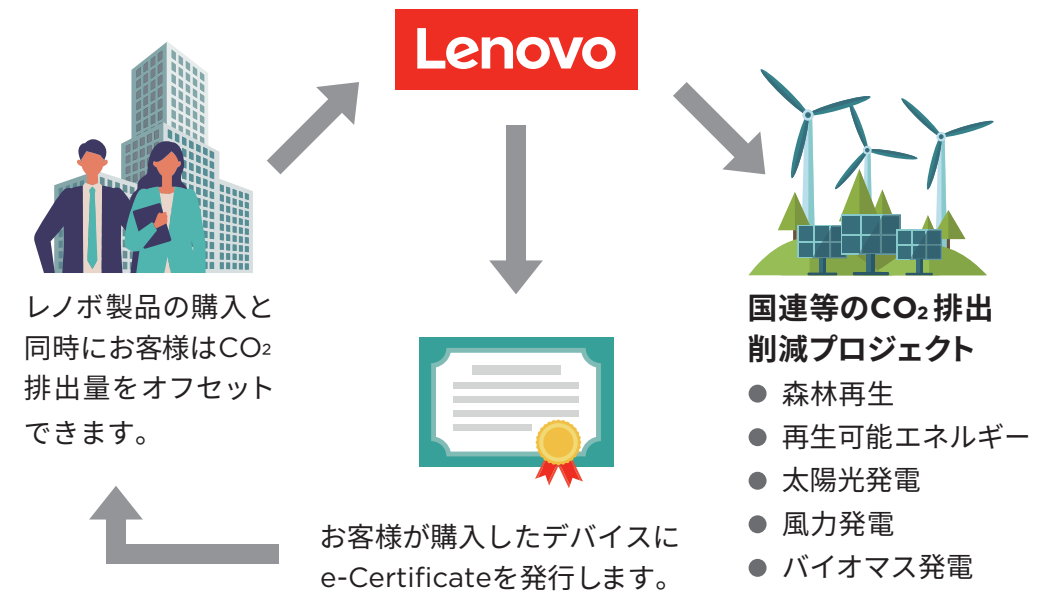 Lenovo
レノボ製品の購入と
同時にお客様はCO₂
排出量をオフセット
できます。
お客様が購入したデバイスに
e-Certificateを発行します。
国連等のCO₂排出
削減プロジェクト
● 森林再生
● 再生可能エネルギー
● 太陽光発電
● 風力発電
● バイオマス発電